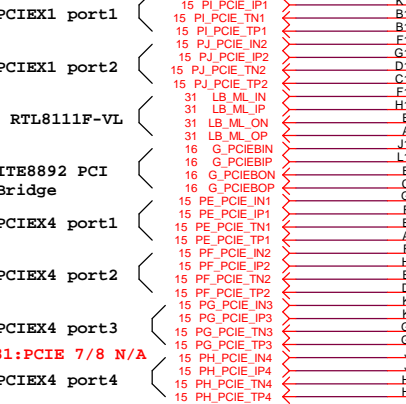 15 PI_PCIE_IP1
PCIEX1 port1
15 PI_PCIE_TN1
15 PI_PCIE_TP1
15 PJ_PCIE_IN2
15 PJ_PCIE_IP2
PCIEX1 port2
15 PJ_PCIE_TN2
15 PJ_PCIE_TP2
31 LB_ML_IN
31 LB_ML_IP
RTL8111F-VL
31 LB_ML_ON
31 LB_ML_OP
16 G_PCIEBIN
16 G_PCIEBIP
ITE8892 PCI
16 G_PCIEBON
Bridge
16 G_PCIEBOP
15 PE_PCIE_IN1
15 PE_PCIE_IP1
PCIEX4 port1
15 PE_PCIE_TN1
15 PE_PCIE_TP1
15 PF_PCIE_IN2
15 PF_PCIE_IP2
PCIEX4 port2
15 PF_PCIE_TN2
15 PF_PCIE_TP2
15 PG_PCIE_IN3
15 PG_PCIE_IP3
PCIEX4 port3
15 PG_PCIE_TN3
15 PG_PCIE_TP3
31:PCIE 7/8 N/A
15 PH_PCIE_IN4
15 PH_PCIE_IP4
PCIEX4 port4
15 PH_PCIE_TN4
15 PH_PCIE_TP4